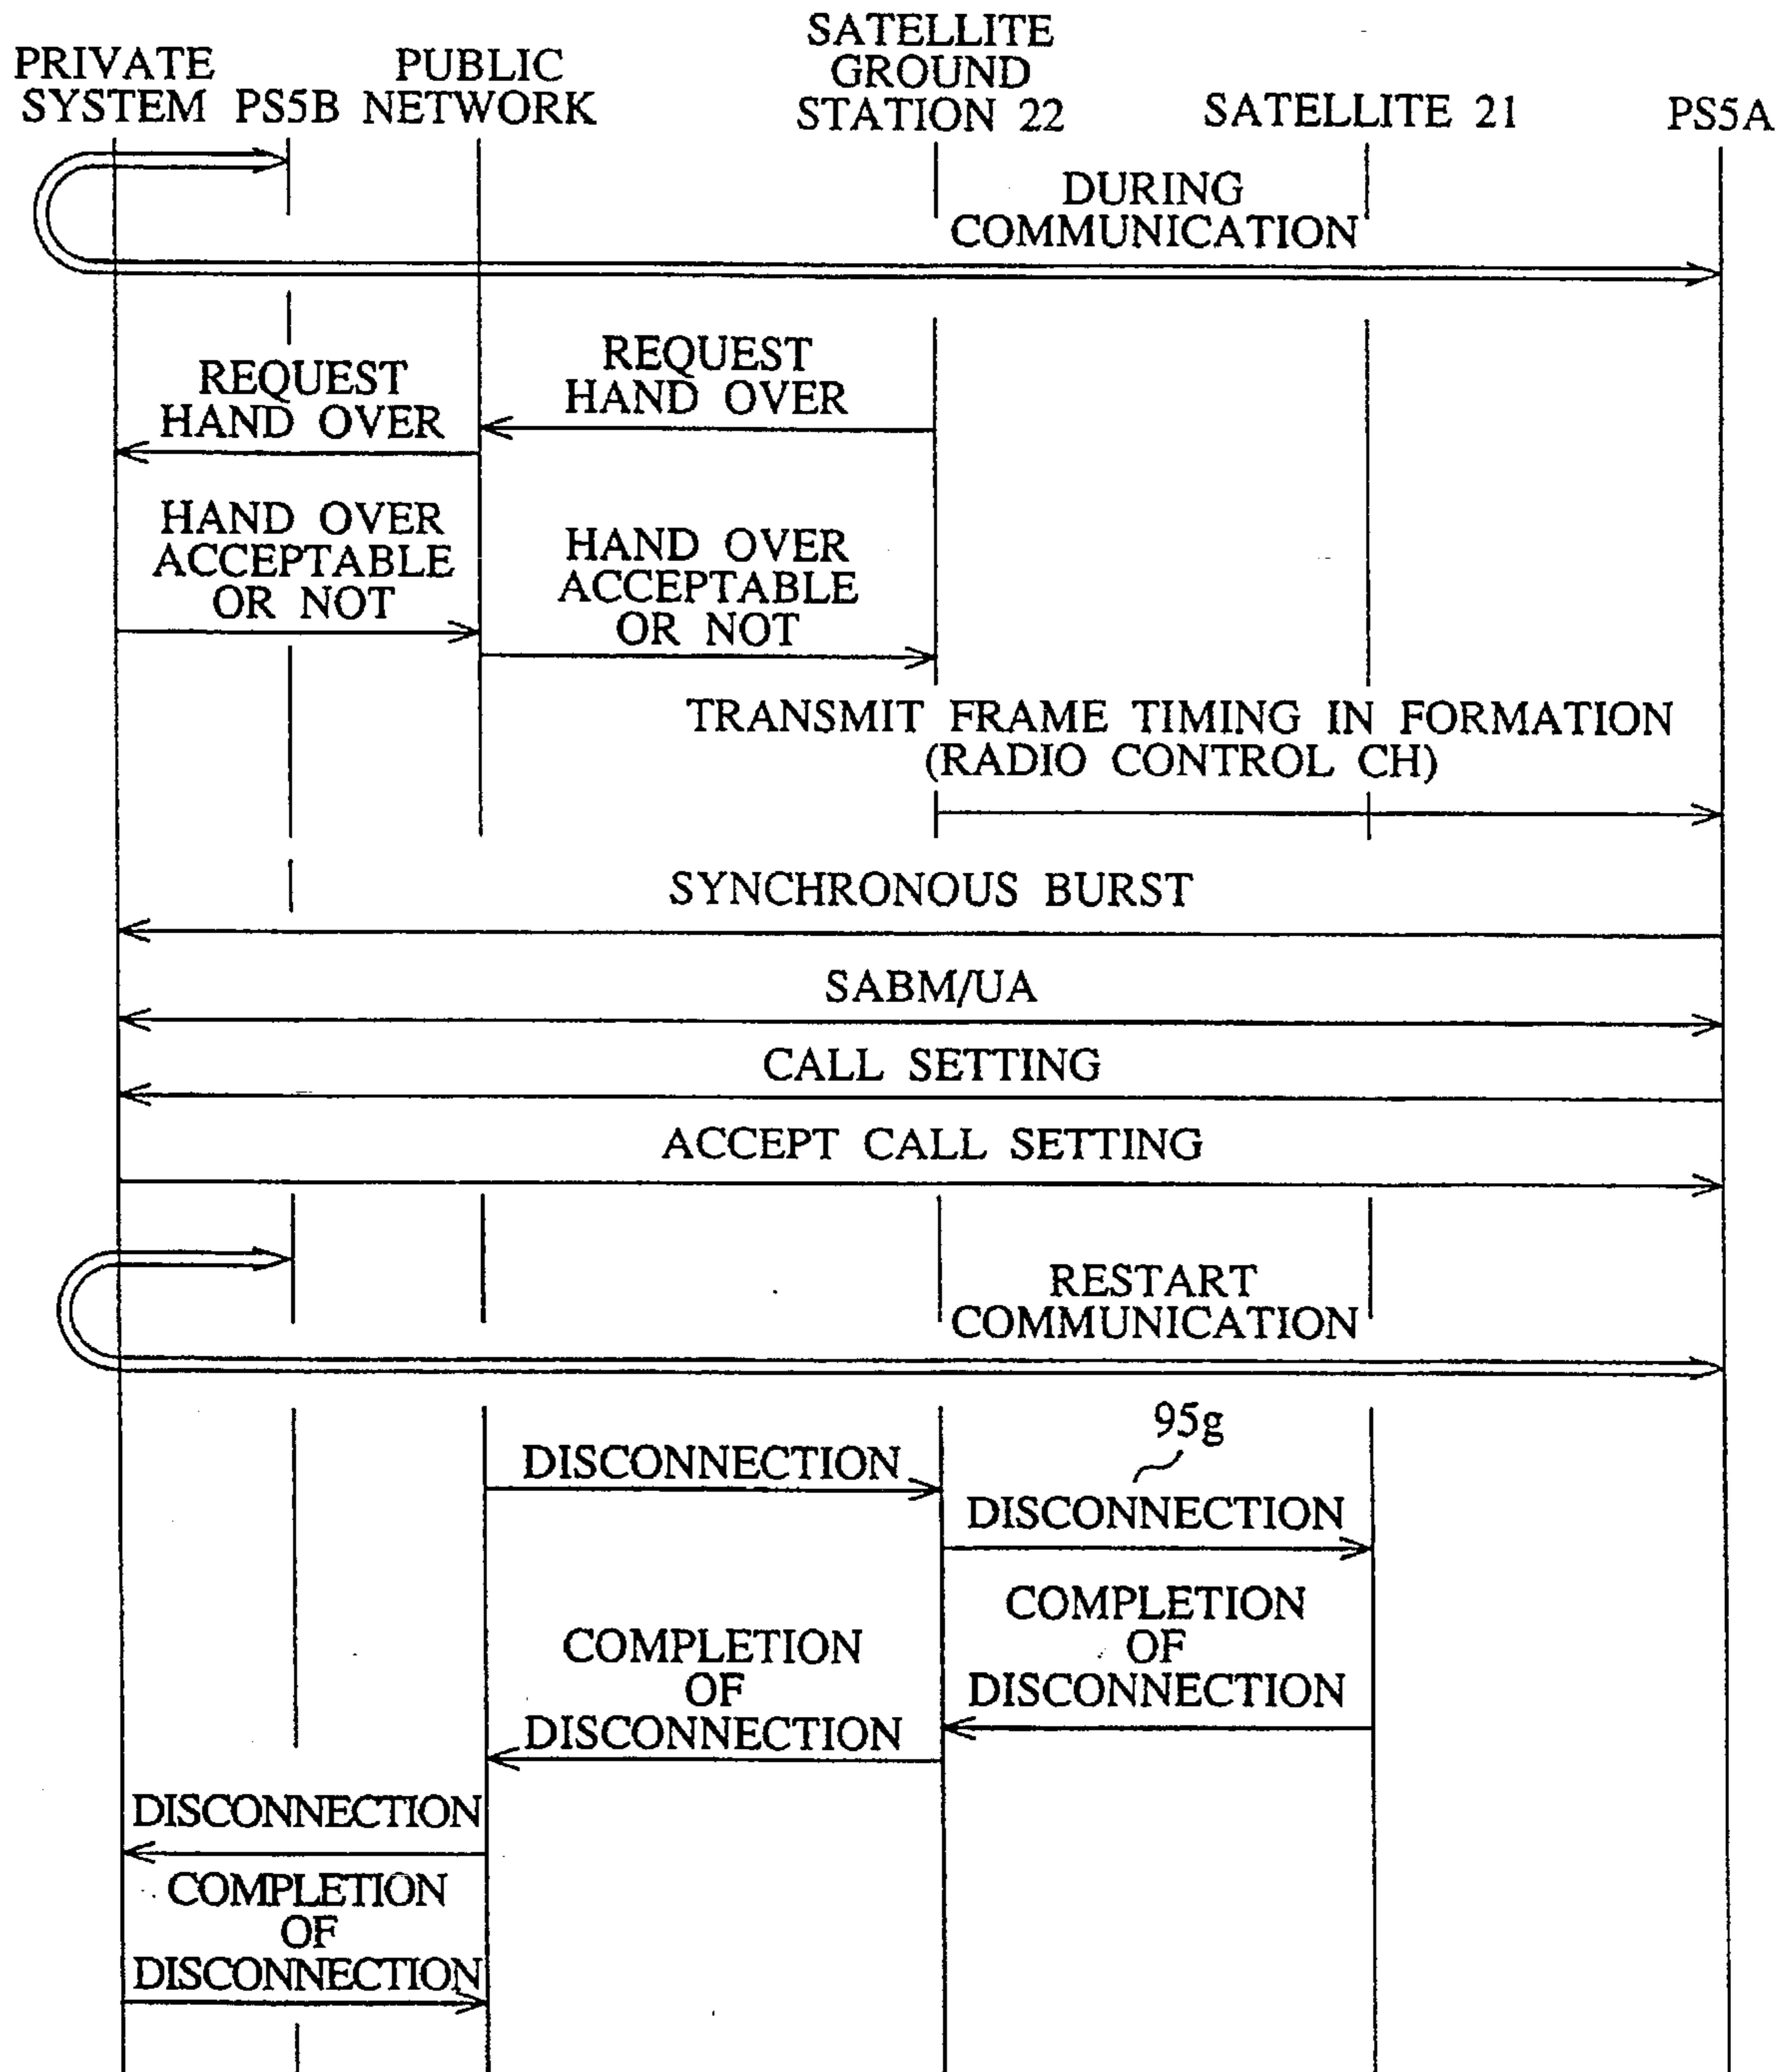 PRIVATE
SYSTEM
PS5B
PUBLIC
NETWORK
SATELLITE
GROUND
STATION 22
SATELLITE 21
PS5A
DURING
COMMUNICATION
REQUEST
HAND OVER
REQUEST
HAND OVER
HAND OVER
ACCEPTABLE
OR NOT
HAND OVER
ACCEPTABLE
OR NOT
TRANSMIT FRAME TIMING IN FORMATION
(RADIO CONTROL CH)
SYNCHRONOUS BURST
SABM/UA
CALL SETTING
ACCEPT CALL SETTING
RESTART
COMMUNICATION
95g
DISCONNECTION
DISCONNECTION
COMPLETION
OF
DISCONNECTION
COMPLETION
OF
DISCONNECTION
DISCONNECTION
COMPLETION
OF
DISCONNECTION